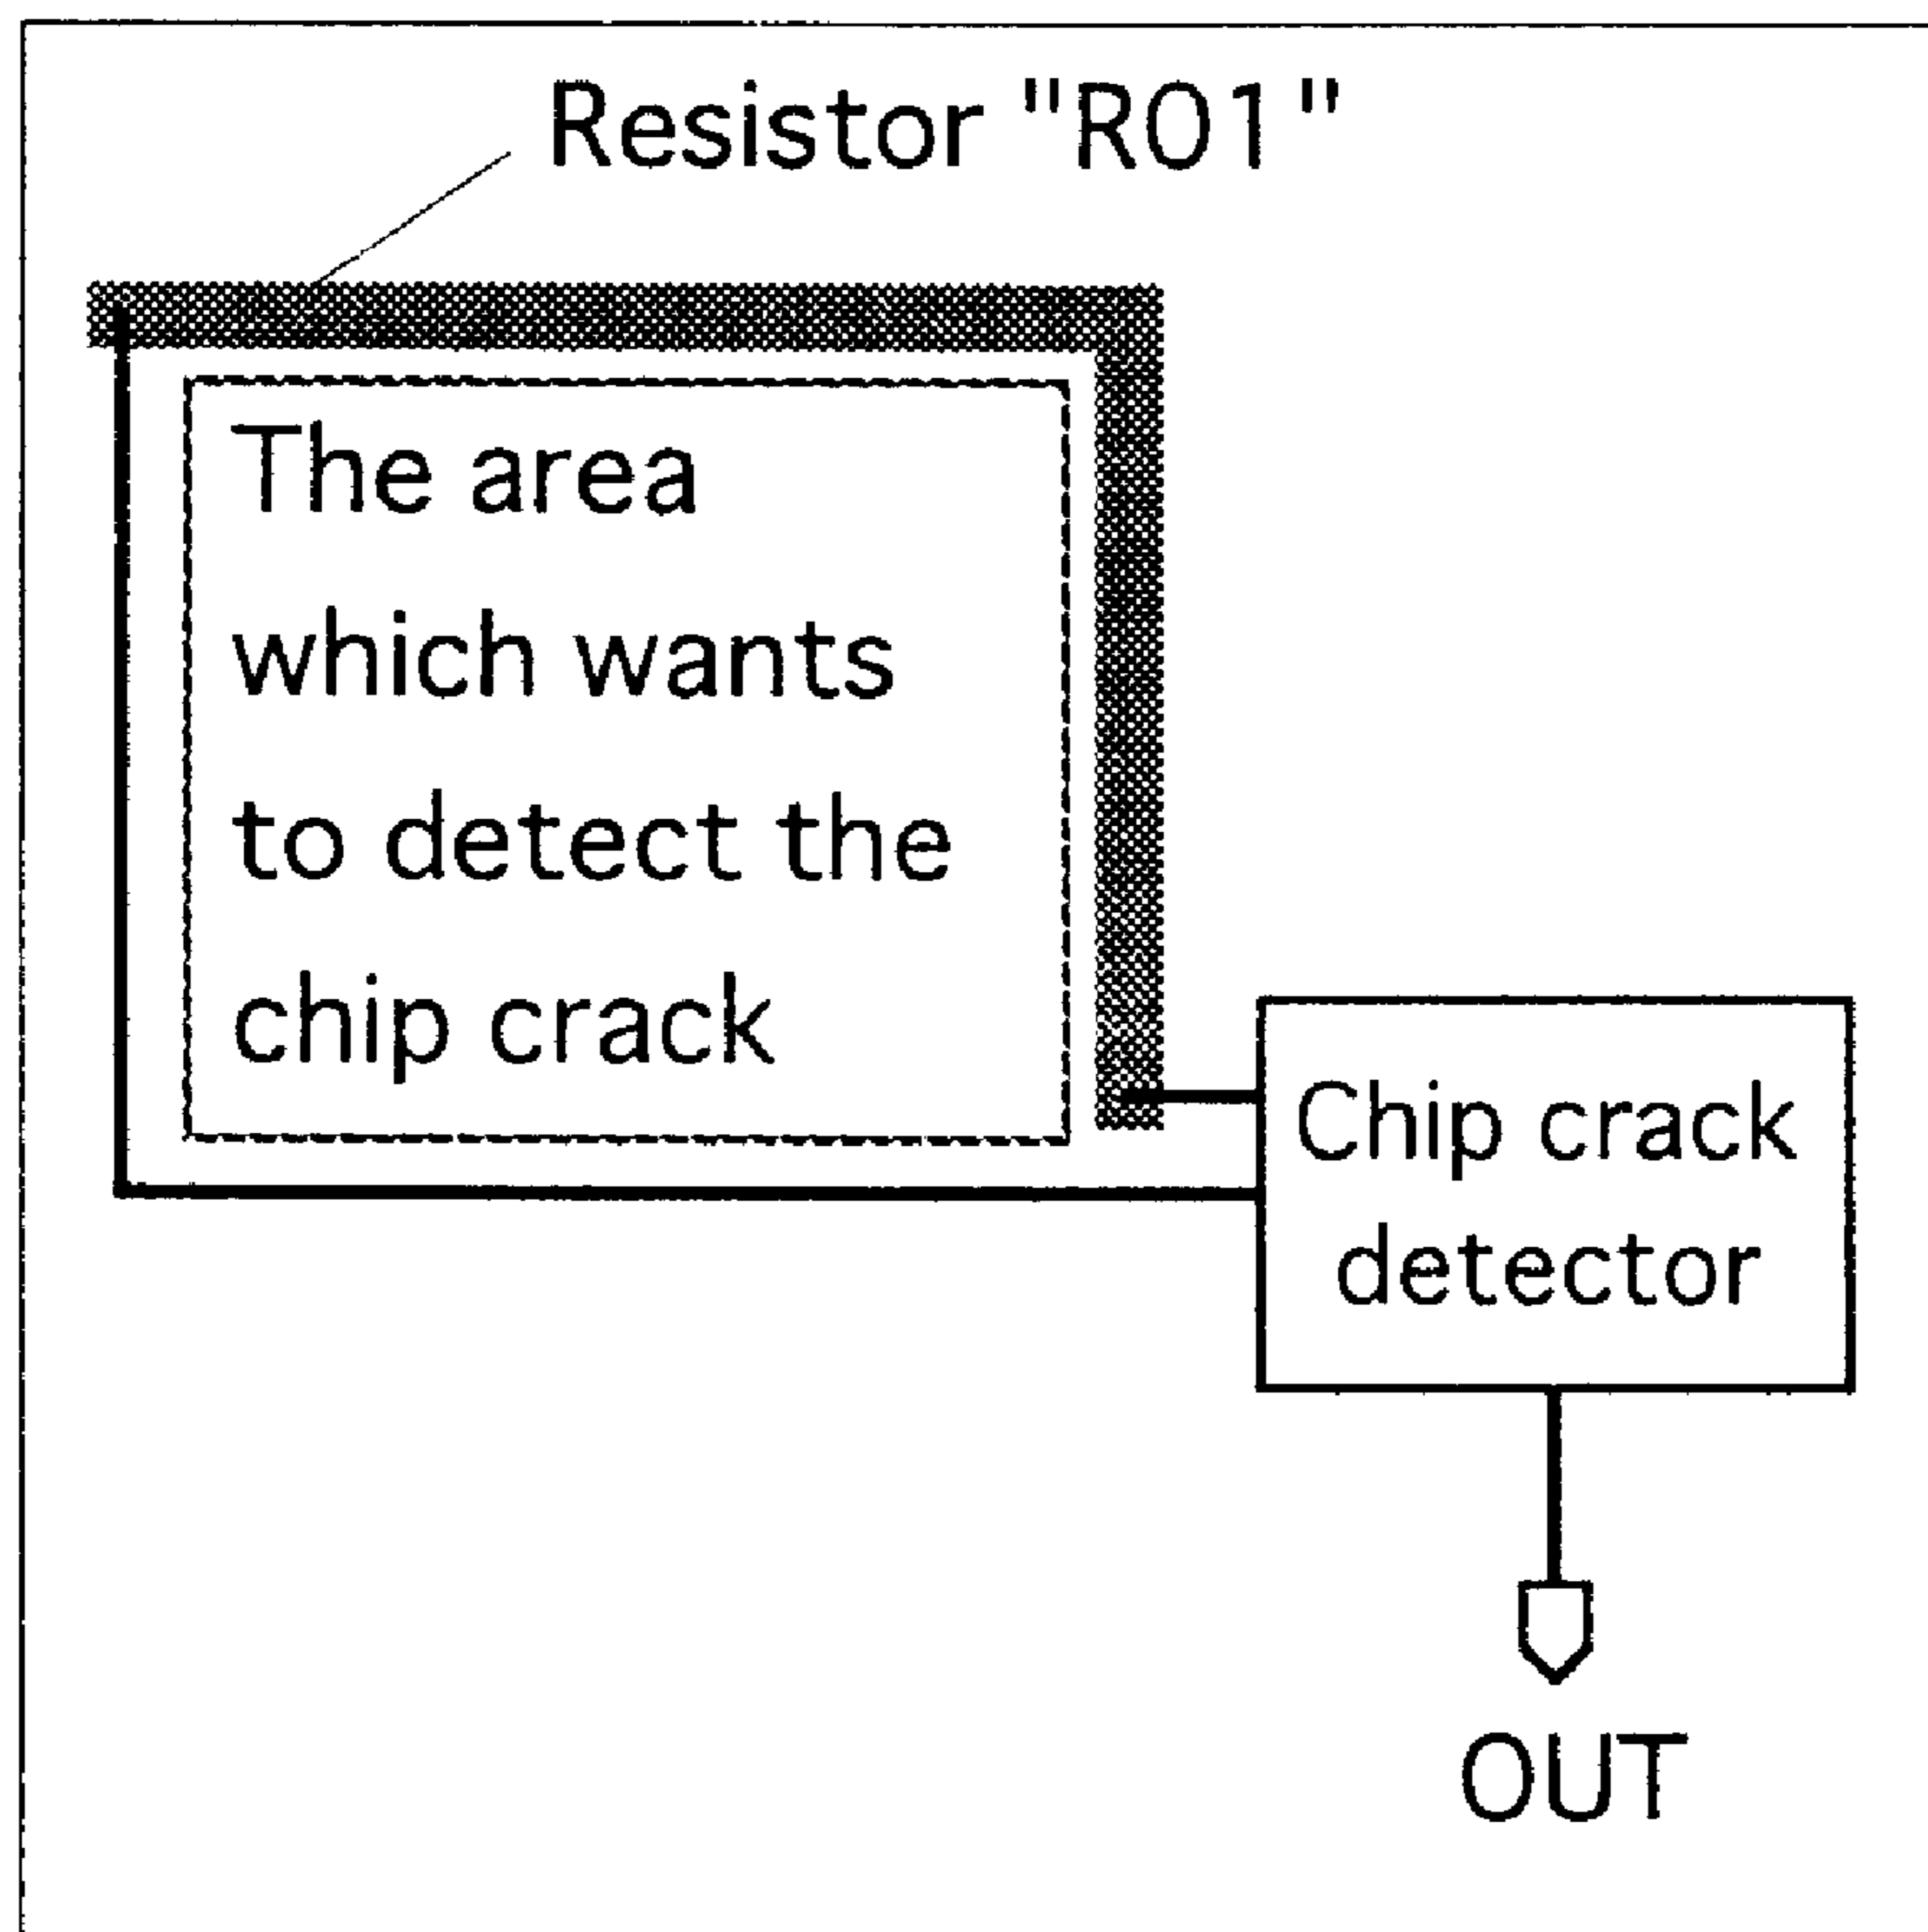 Resistor "R01"
The area
which wants
to detect the
chip crack
Chip crack
detector
OUT